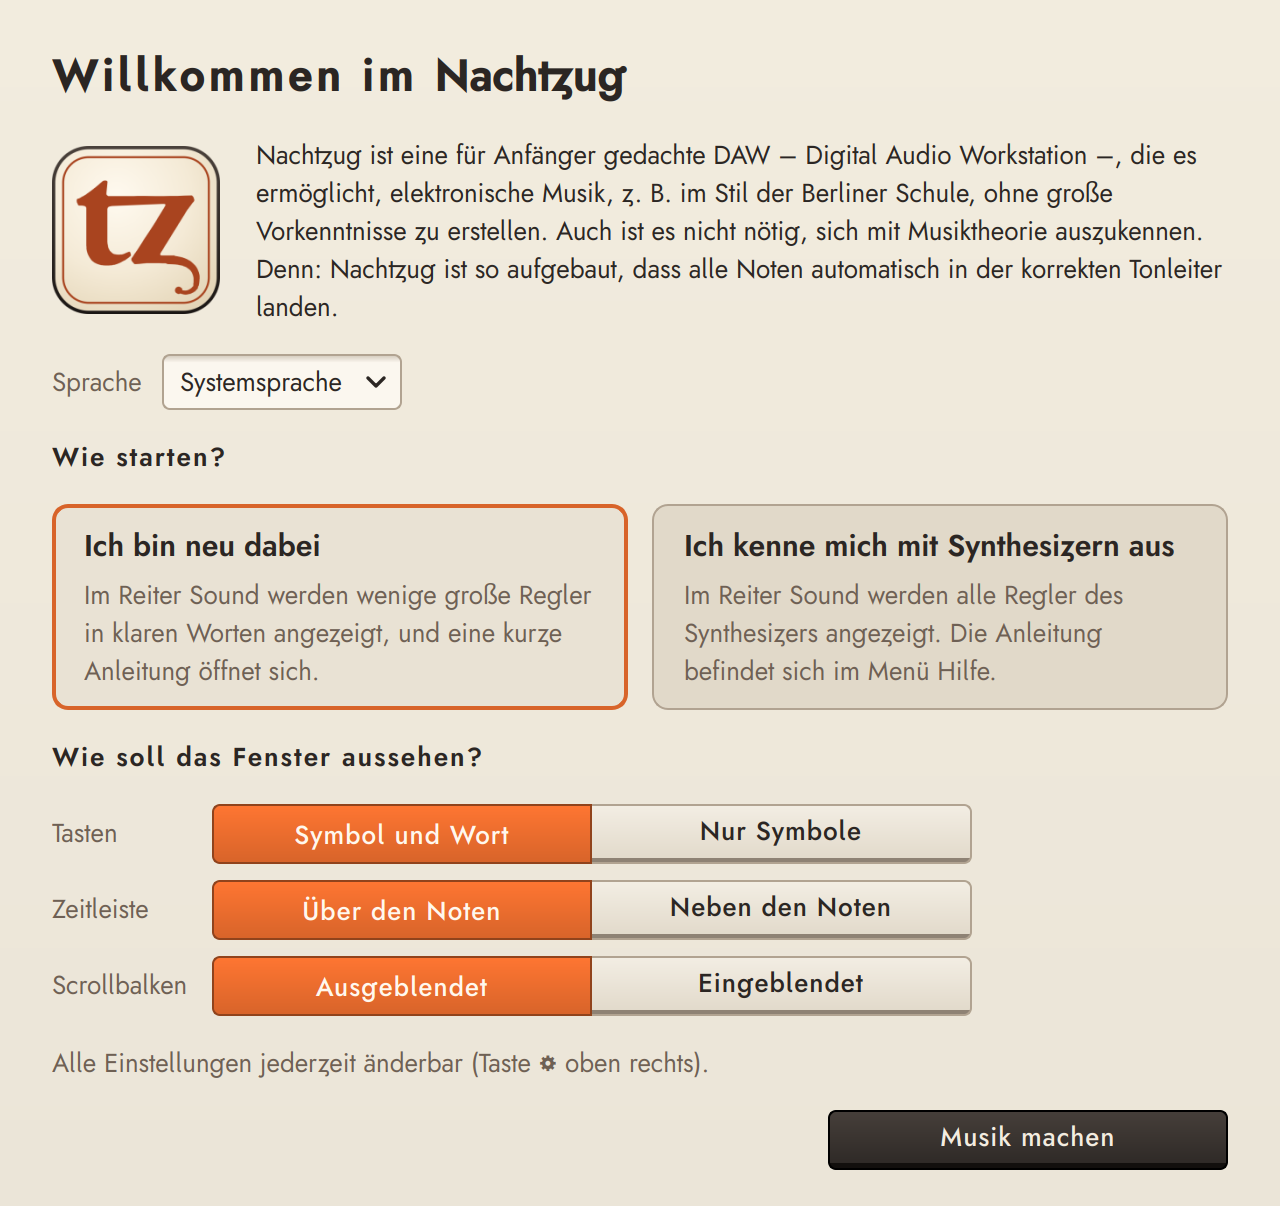 Willkommen im Nachtzug
tz
Nachtzug ist eine für Anfänger gedachte DAW – Digital Audio Workstation –, die es
ermöglicht, elektronische Musik, z. B. im Stil der Berliner Schule, ohne große
Vorkenntnisse zu erstellen. Auch ist es nicht nötig, sich mit Musiktheorie auszukennen.
Denn: Nachtzug ist so aufgebaut, dass alle Noten automatisch in der korrekten Tonleiter
landen.
Sprache Systemsprache
Wie starten?
Ich bin neu dabei
Im Reiter Sound werden wenige große Regler
in klaren Worten angezeigt, und eine kurze
Anleitung öffnet sich.
Ich kenne mich mit Synthesizern aus
Im Reiter Sound werden alle Regler des
Synthesizers angezeigt. Die Anleitung
befindet sich im Menü Hilfe.
Wie soll das Fenster aussehen?
Tasten Symbol und Wort Nur Symbole
Zeitleiste Über den Noten Neben den Noten
Scrollbalken Ausgeblendet Eingeblendet
Alle Einstellungen jederzeit änderbar (Taste ⚙ oben rechts).
Musik machen